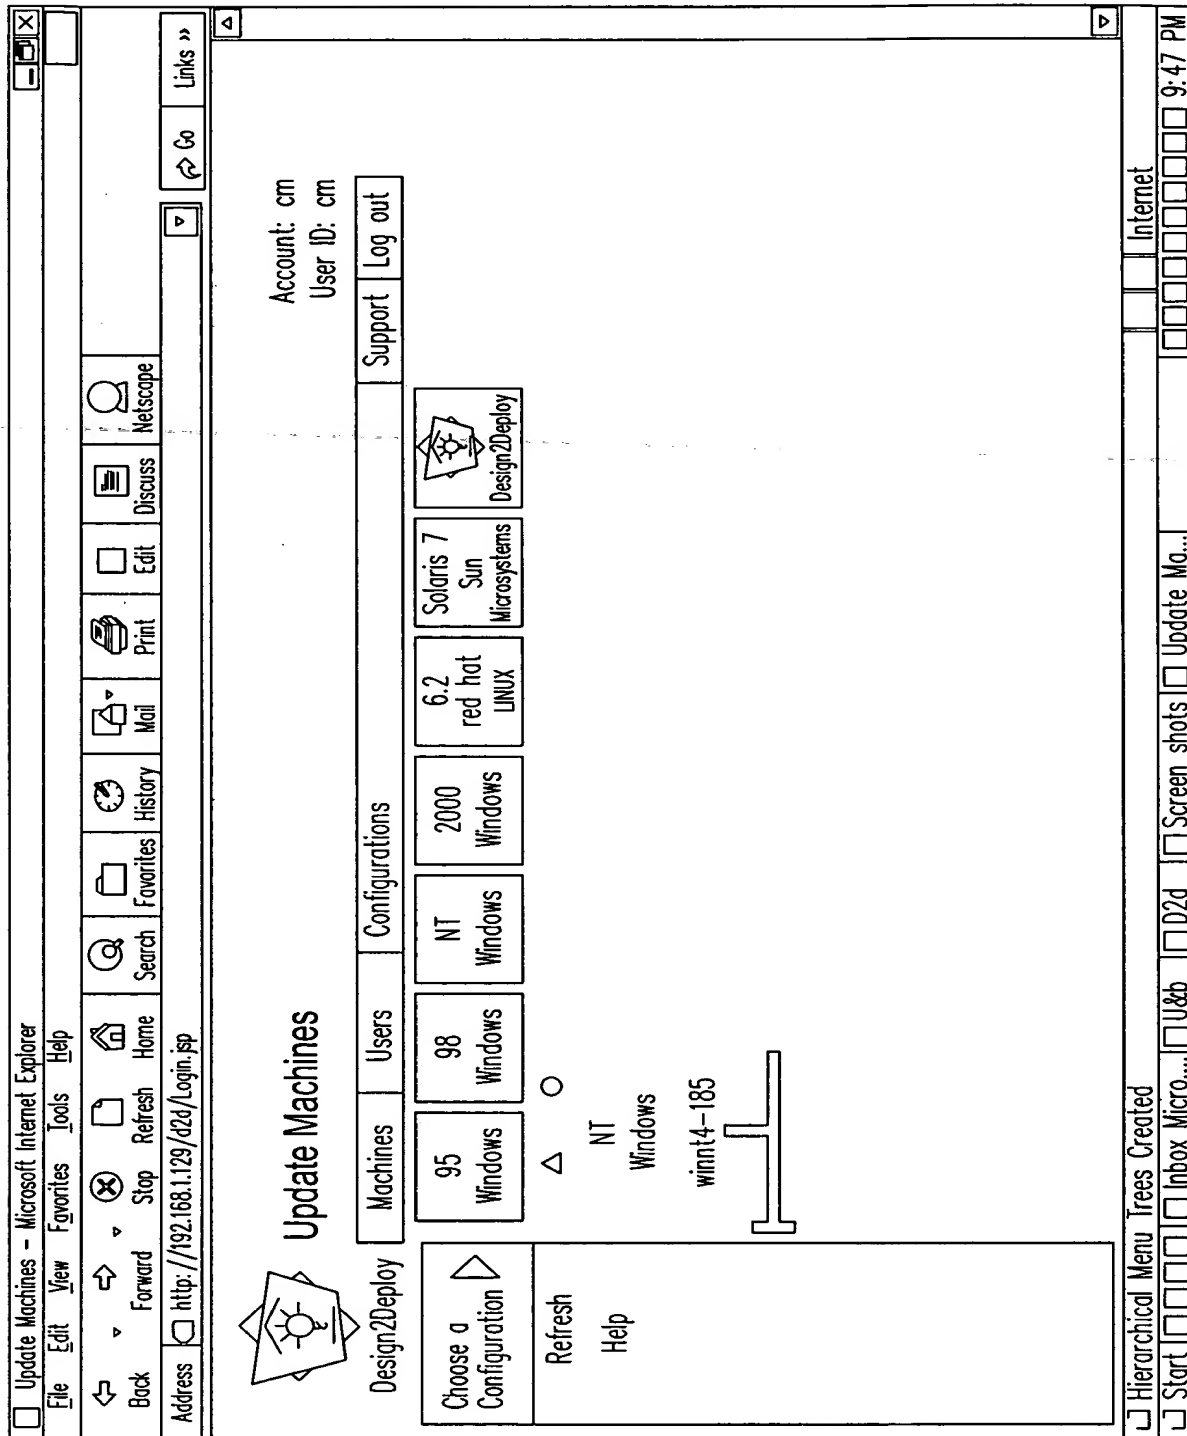 Update Machines – Microsoft Internet Explorer
File Edit View Favorites Tools Help
Back Forward Stop Refresh Home Search Favorites History Mail Print Edit Discuss Netscape
Address http://192.168.1.129/d2d/Login.jsp Go Links »
Design2Deploy
Update Machines
Account: cm
User ID: cm
Machines Users Configurations Support Log out
Choose a
Configuration
Refresh
Help
95
Windows
98
Windows
NT
Windows
2000
Windows
6.2
red hat
LINUX
Solaris 7
Sun
Microsystems
Design2Deploy
NT
Windows
winnt4-185
Hierarchical Menu Trees Created Internet
Start Inbox Micro.... U&b D2d Screen shots Update Ma... 9:47 PM